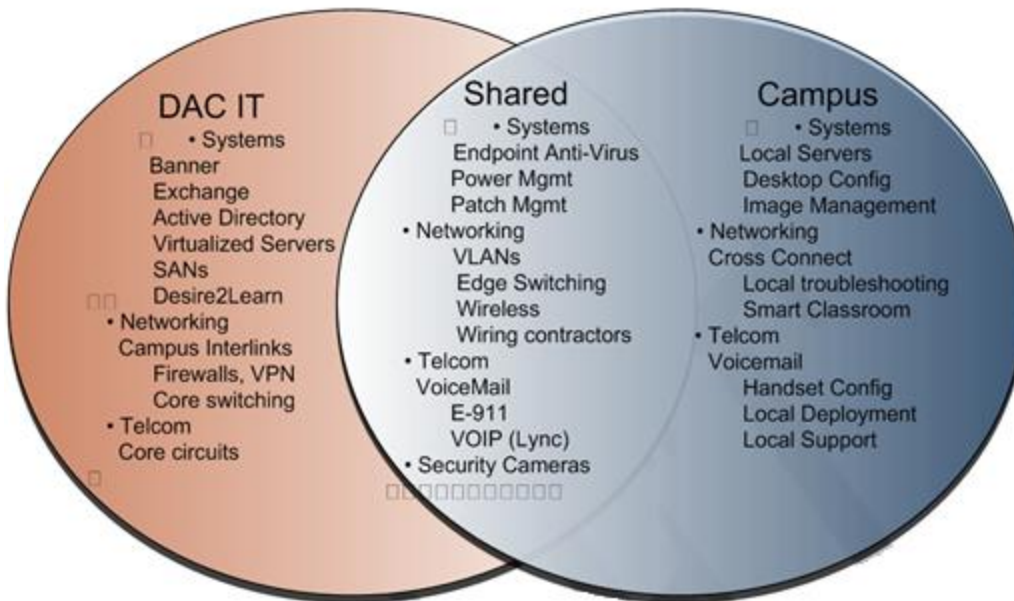 DAC IT
• Systems
Banner
Exchange
Active Directory
Virtualized Servers
SANs
Desire2Learn
• Networking
Campus Interlinks
Firewalls, VPN
Core switching
• Telcom
Core circuits
Shared
• Systems
Endpoint Anti-Virus
Power Mgmt
Patch Mgmt
• Networking
VLANs
Edge Switching
Wireless
Wiring contractors
• Telcom
VoiceMail
E-911
VOIP (Lync)
• Security Cameras
Campus
• Systems
Local Servers
Desktop Config
Image Management
• Networking
Cross Connect
Local troubleshooting
Smart Classroom
• Telcom
Voicemail
Handset Config
Local Deployment
Local Support